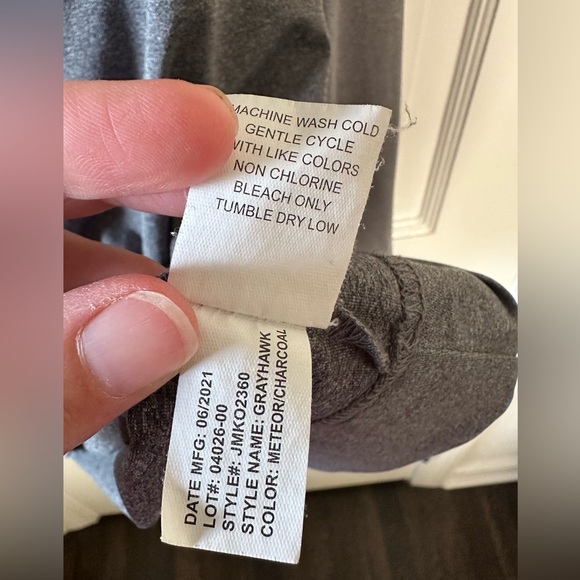 MACHINE WASH COLD
GENTLE CYCLE
WITH LIKE COLORS
NON CHLORINE
BLEACH ONLY
TUMBLE DRY LOW
DATE MFG: 06/2021
LOT#: 04026-00
STYLE#: JMKO2360
STYLE NAME: GRAYHAWK
COLOR: METEOR/CHARCOAL